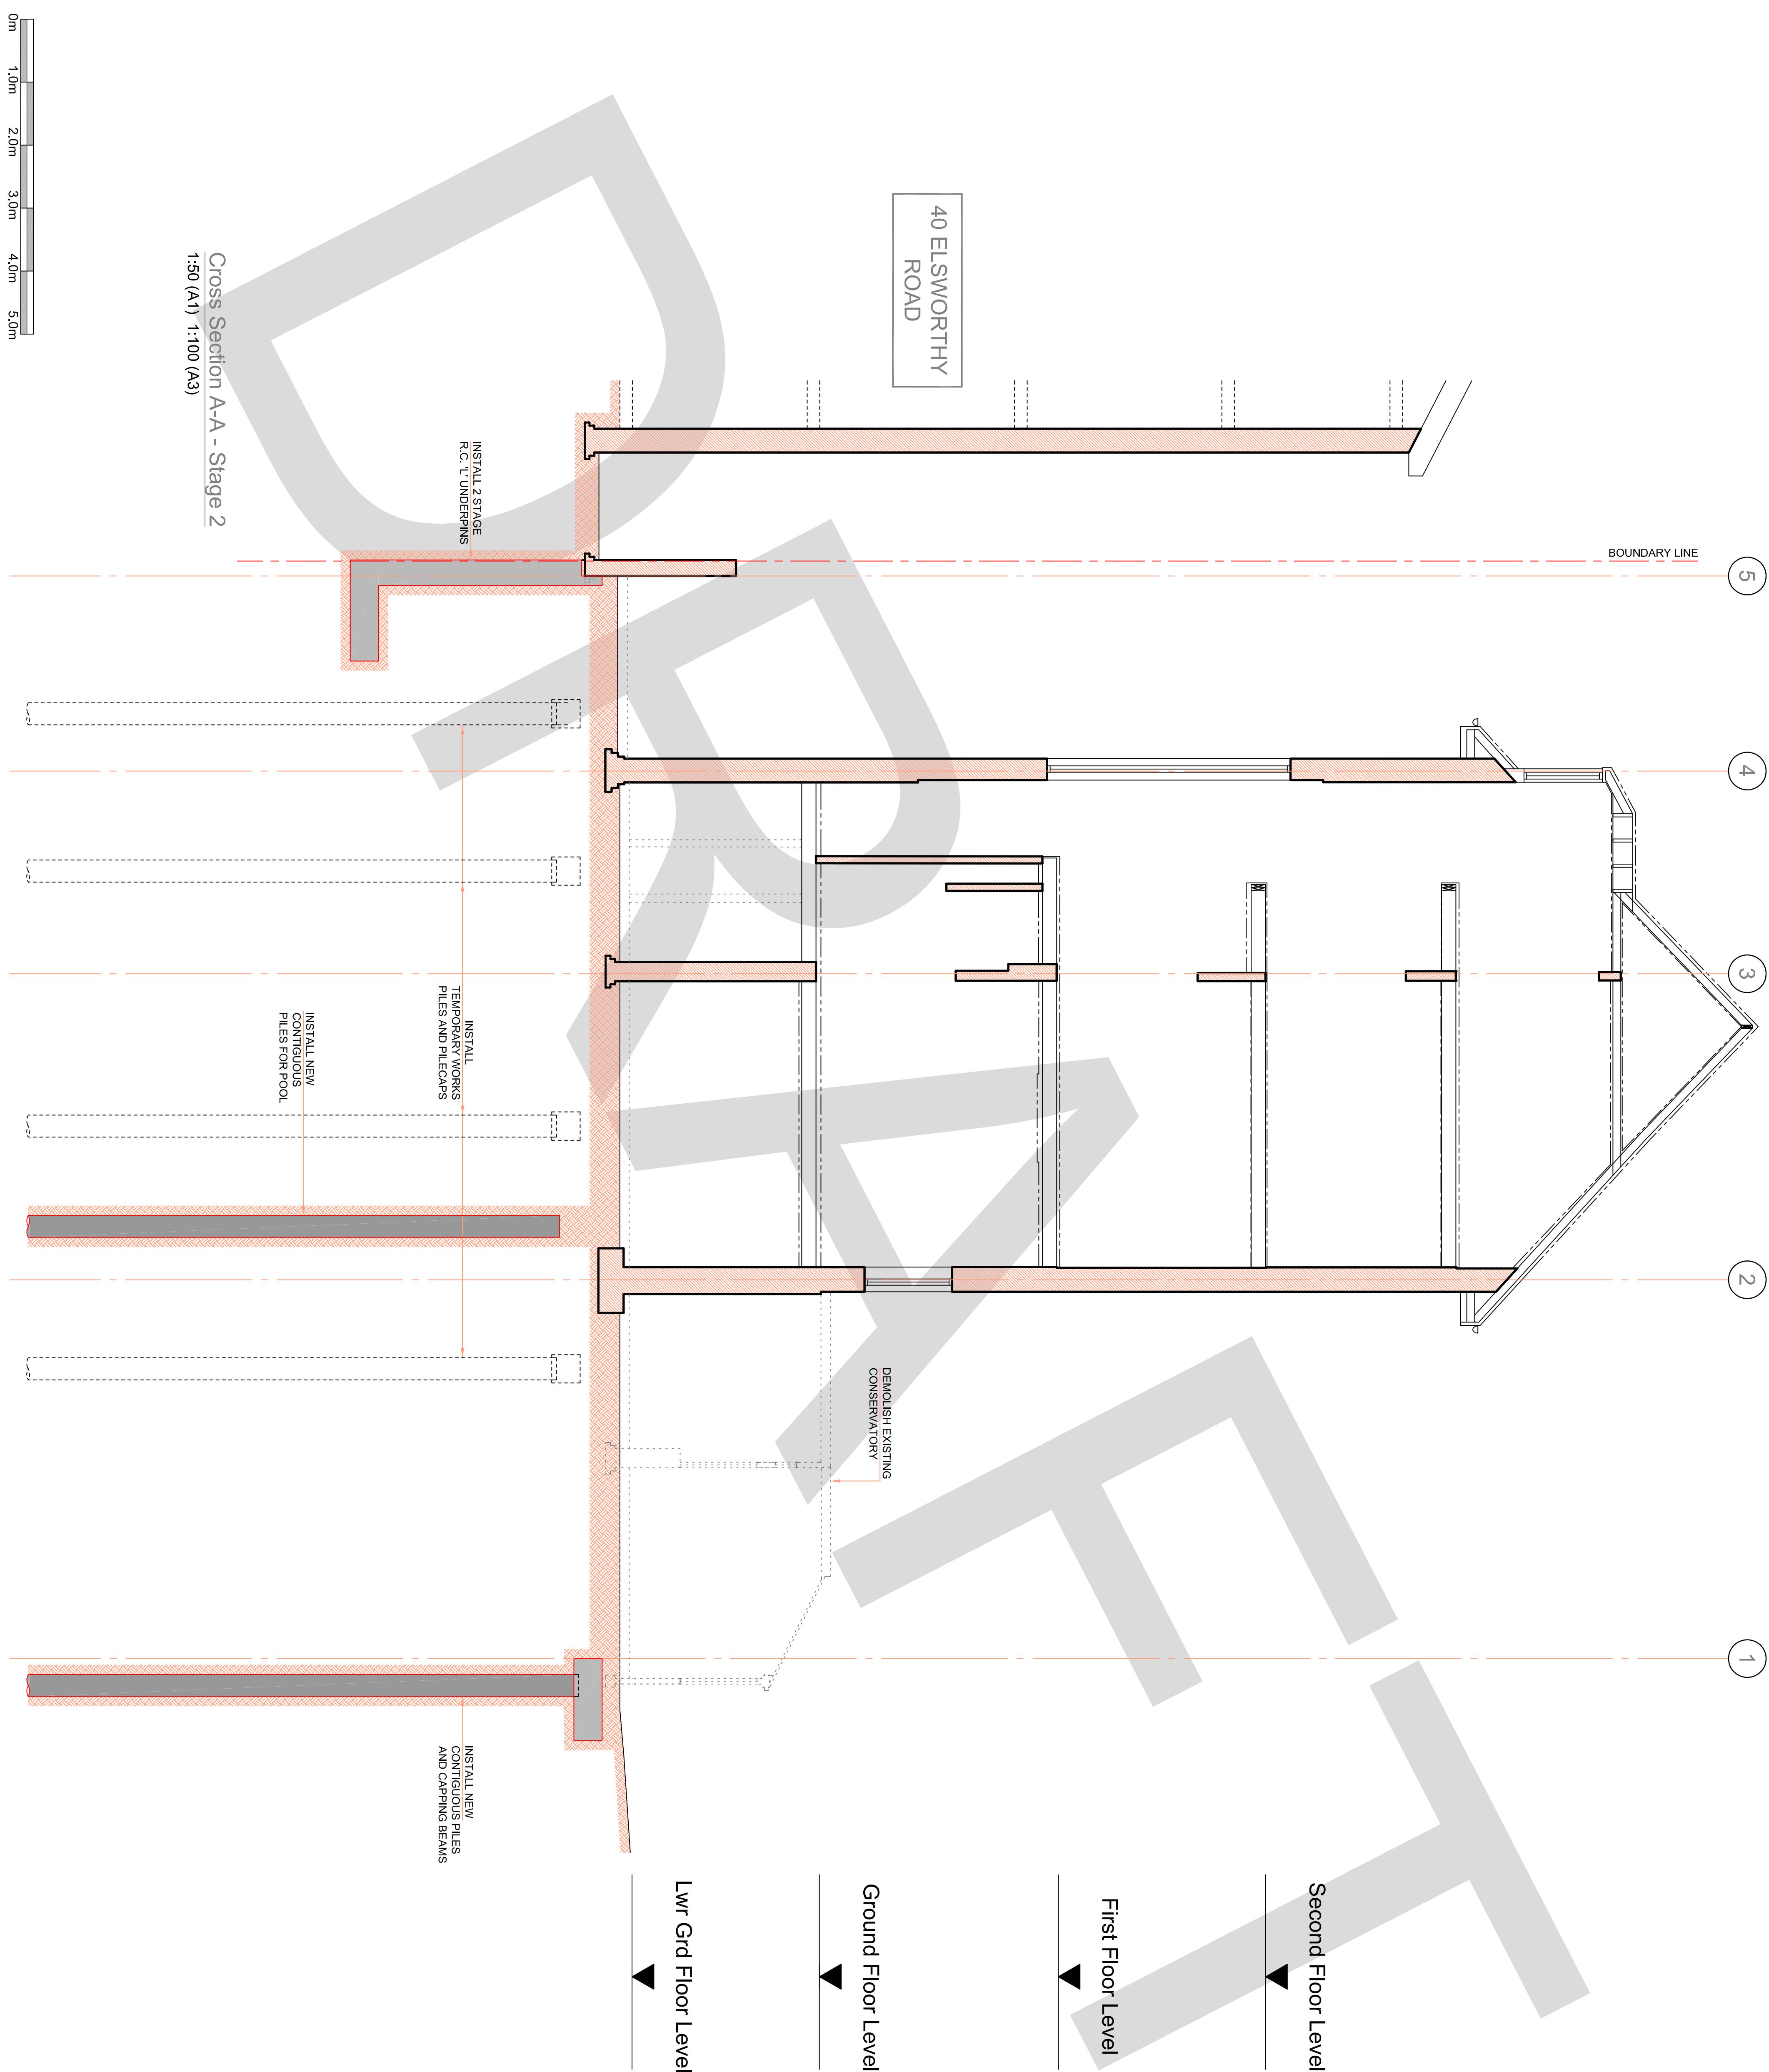 5
4
3
2
1
BOUNDARY LINE
40 ELSWORTHY
ROAD
Second Floor Level
First Floor Level
Ground Floor Level
Lwr Grd Floor Level
DEMOLISH EXISTING
CONSERVATORY
INSTALL 2 STAGE
R.C. 'L' UNDERPINS
INSTALL
TEMPORARY WORKS
PILES AND PILECAPS
INSTALL NEW
CONTIGUOUS PILES
AND CAPPING BEAMS
INSTALL NEW
CONTIGUOUS
PILES FOR POOL
Cross Section A-A - Stage 2
1:50 (A1) 1:100 (A3)
0m 1.0m 2.0m 3.0m 4.0m 5.0m
DRAFT